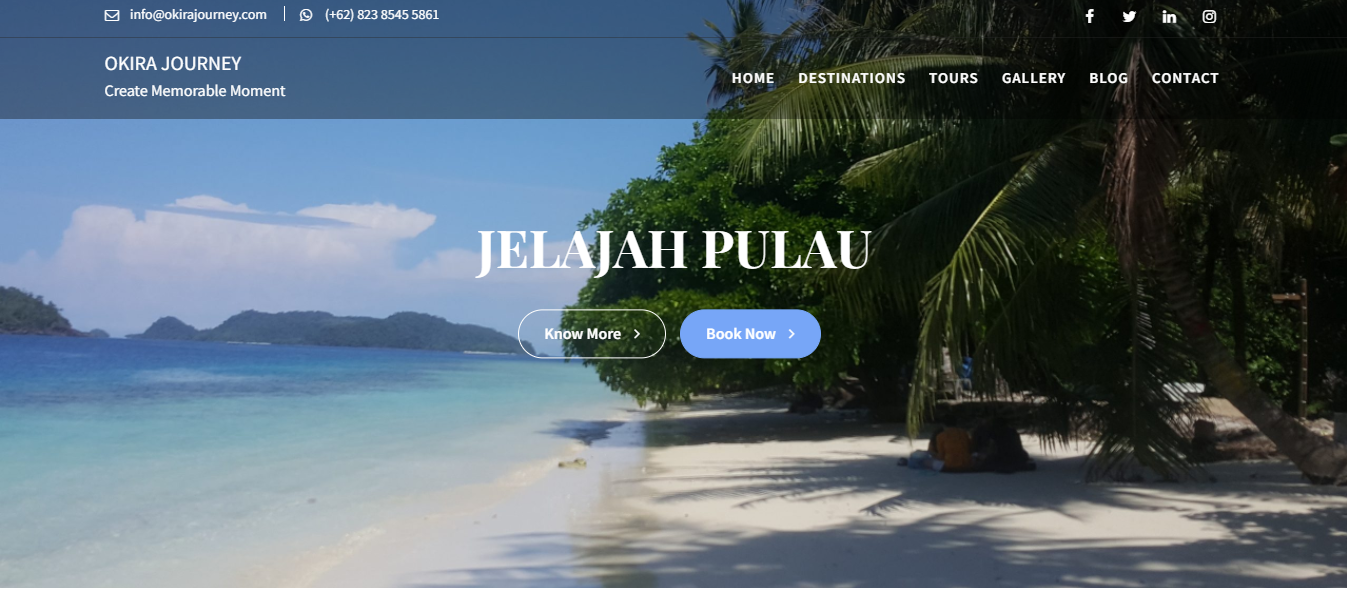 info@okirajourney.com (+62) 823 8545 5861
OKIRA JOURNEY
Create Memorable Moment
HOME DESTINATIONS TOURS GALLERY BLOG CONTACT
JELAJAH PULAU
Know More Book Now